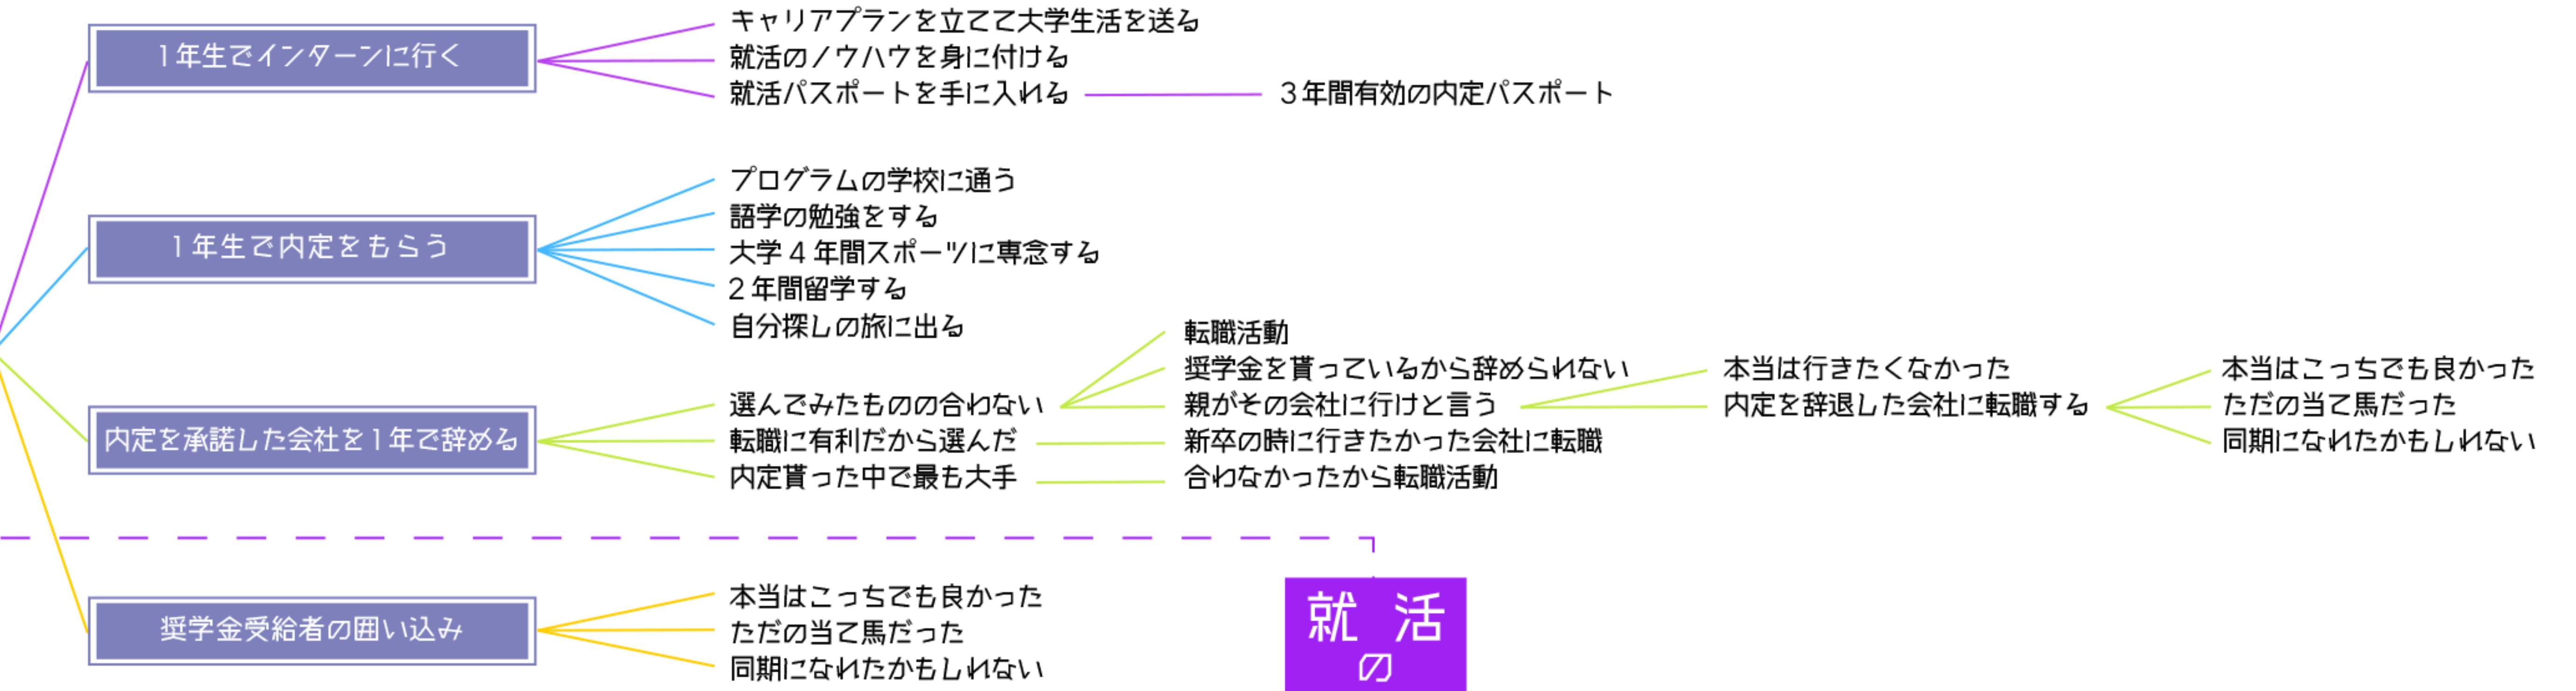 1年生でインターンに行く
キャリアプランを立てて大学生活を送る
就活のノウハウを身に付ける
就活パスポートを手に入れる
3年間有効の内定パスポート
1年生で内定をもらう
プログラムの学校に通う
語学の勉強をする
大学4年間スポーツに専念する
2年間留学する
自分探しの旅に出る
内定を承諾した会社を1年で辞める
選んでみたものの合わない
転職活動
奨学金を貰っているから辞められない
親がその会社に行けと言う
本当は行きたくなかった
内定を辞退した会社に転職する
本当はこっちでも良かった
ただの当て馬だった
同期になれたかもしれない
転職に有利だから選んだ
新卒の時に行きたかった会社に転職
内定貰った中で最も大手
合わなかったから転職活動
奨学金受給者の囲い込み
本当はこっちでも良かった
ただの当て馬だった
同期になれたかもしれない
就活
の